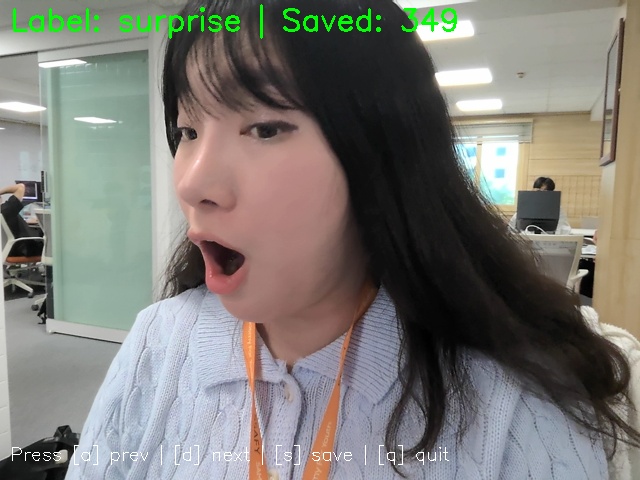 Label: surprise | Saved: 349
Press [a] prev | [d] next | [s] save | [q] quit